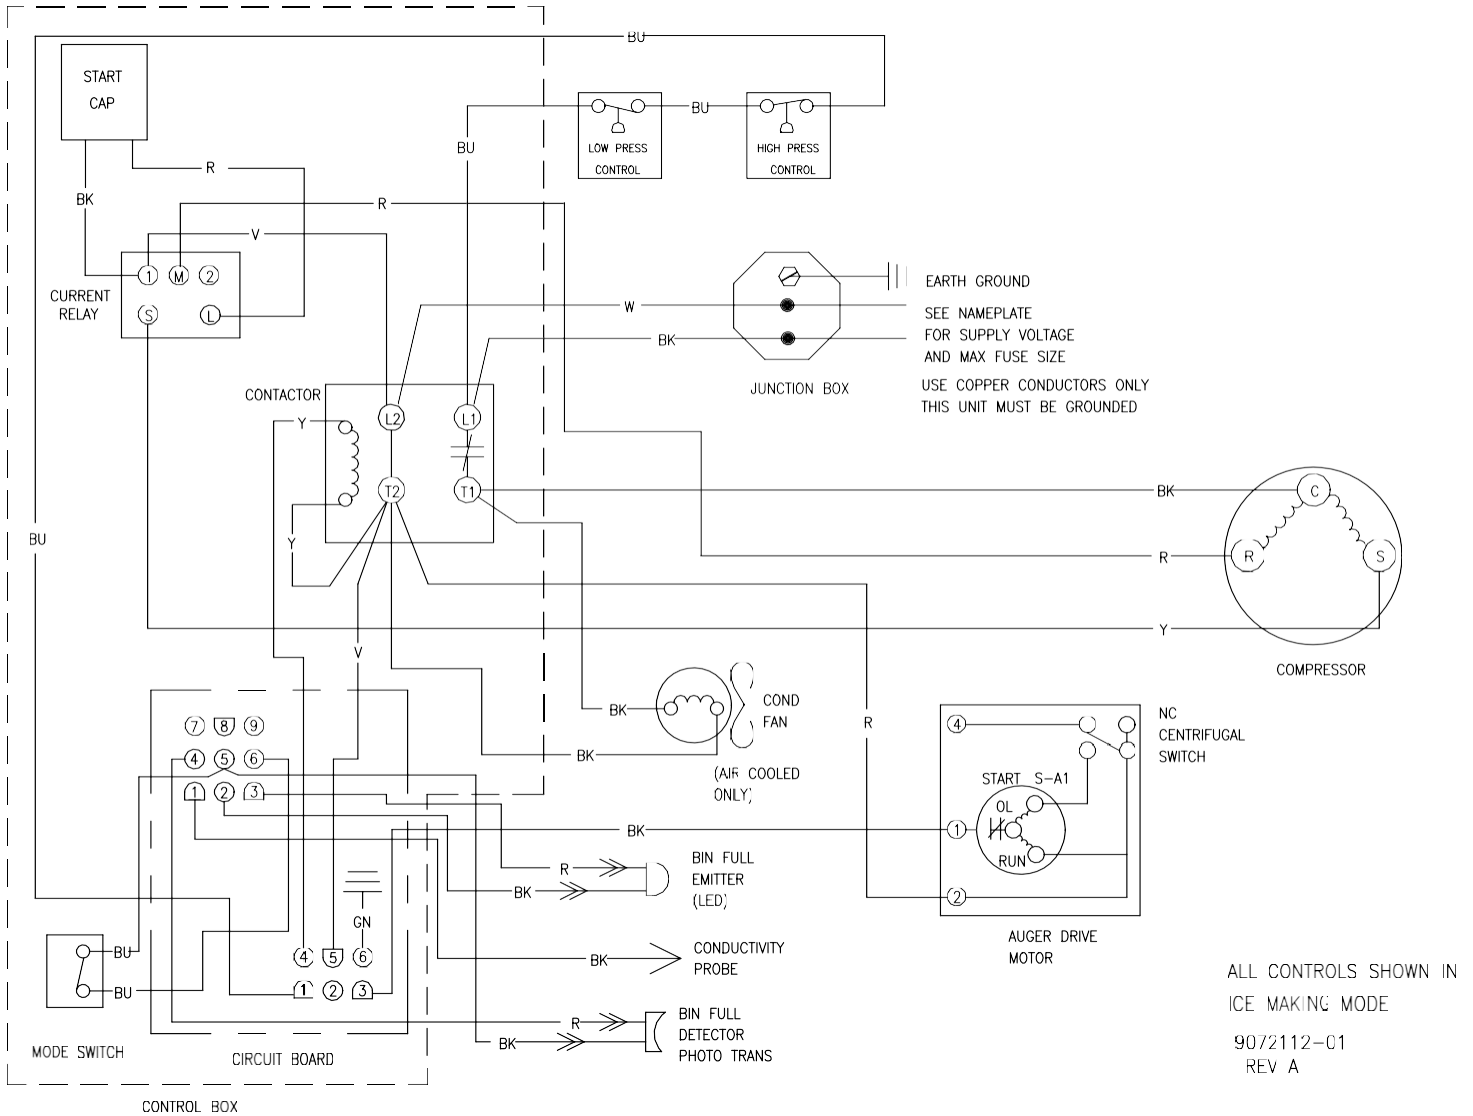 BU
START
CAP
BU
LOW PRESS
CONTROL
HIGH PRESS
CONTROL
BU
R
BK
R
V
1 M 2
S L
CURRENT
RELAY
EARTH GROUND
W
SEE NAMEPLATE
FOR SUPPLY VOLTAGE
AND MAX FUSE SIZE
BK
JUNCTION BOX
USE COPPER CONDUCTORS ONLY
THIS UNIT MUST BE GROUNDED
CONTACTOR
Y
L2 L1
T2 T1
BK
C
R S
R
BU
Y
Y
COMPRESSOR
V
BK
COND
FAN
R
BK
(AIR COOLED
ONLY)
7 8 9
4 5 6
1 2 3
4
NC
CENTRIFUGAL
SWITCH
START S-A1
OL
1
RUN
2
BK
R
BK
BIN FULL
EMITTER
(LED)
GN
AUGER DRIVE
MOTOR
BU
BU
4 5 6
1 2 3
BK
CONDUCTIVITY
PROBE
R
BK
BIN FULL
DETECTOR
PHOTO TRANS
MODE SWITCH
CIRCUIT BOARD
CONTROL BOX
ALL CONTROLS SHOWN IN
ICE MAKING MODE
9072112-01
REV A